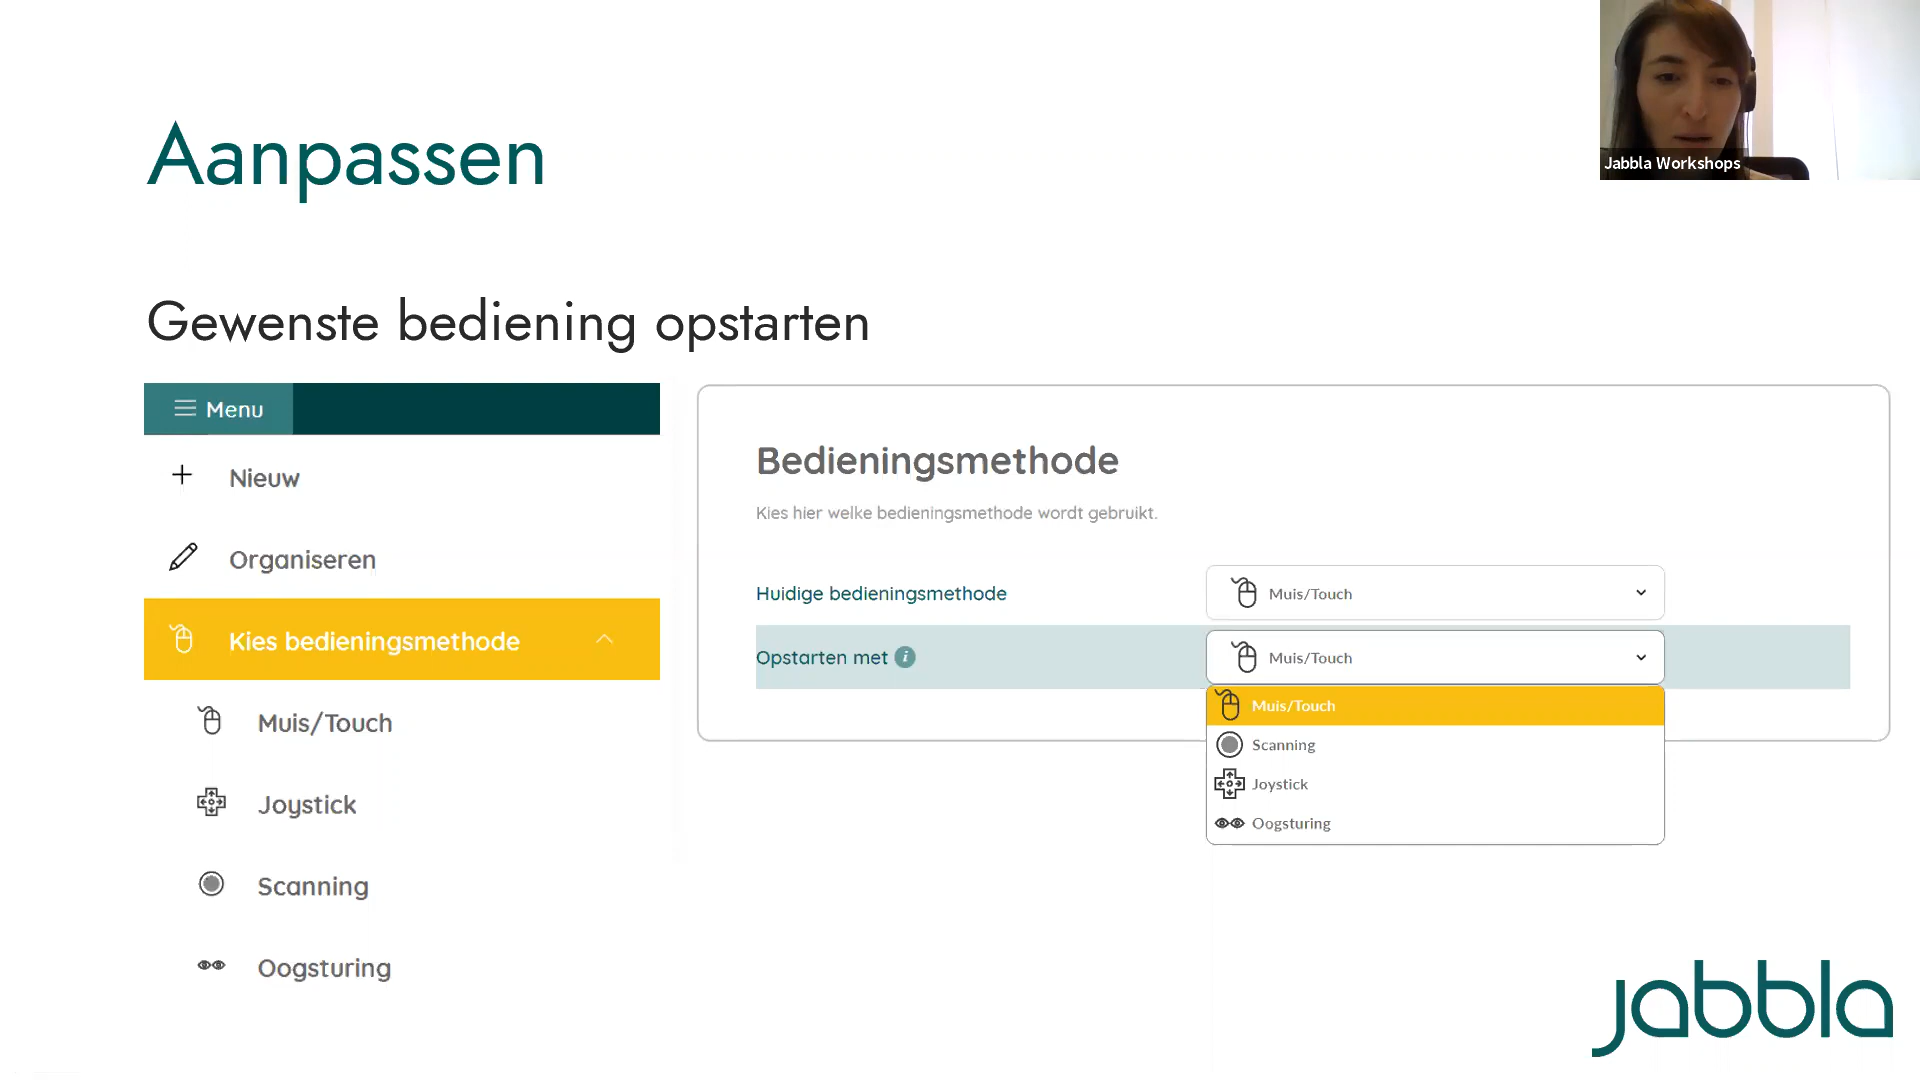 Aanpassen
Jabbla Workshops
Gewenste bediening opstarten
Menu
Nieuw
Organiseren
Kies bedieningsmethode
Muis/Touch
Joystick
Scanning
Oogsturing
Bedieningsmethode
Kies hier welke bedieningsmethode wordt gebruikt.
Huidige bedieningsmethode
Muis/Touch
Opstarten met i
Muis/Touch
Muis/Touch
Scanning
Joystick
Oogsturing
jabbla